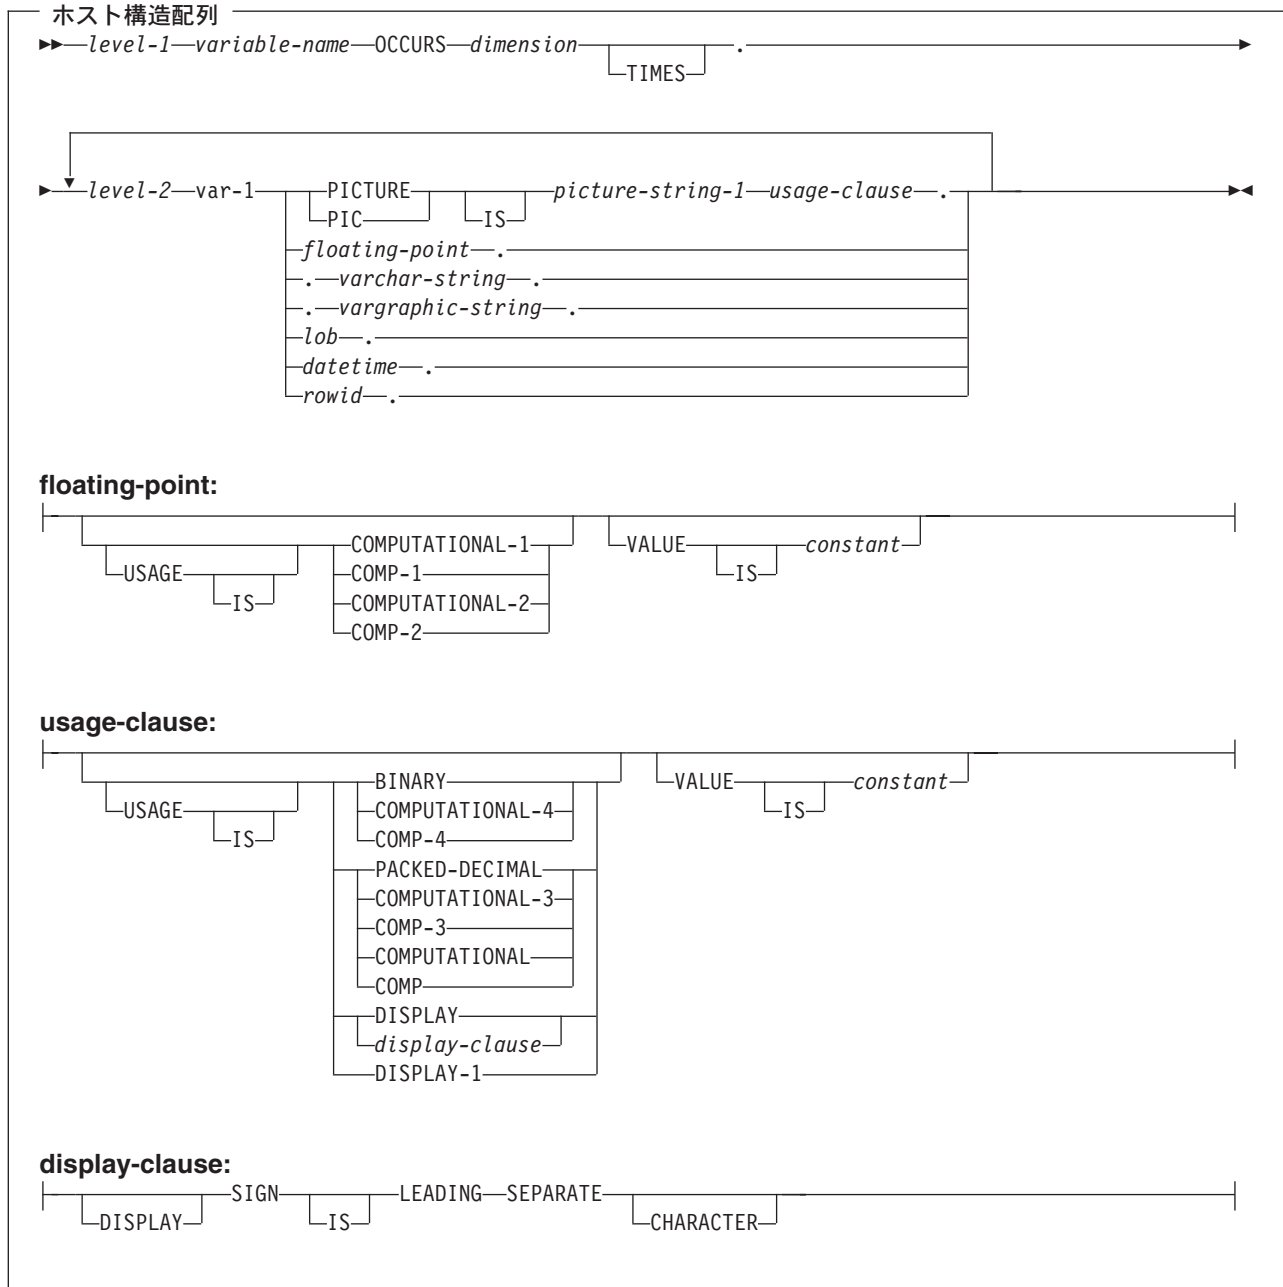 ホスト構造配列
level-1 variable-name OCCURS dimension .
TIMES
level-2 var-1 PICTURE picture-string-1 usage-clause .
PIC IS
floating-point .
. varchar-string .
. vargraphic-string .
lob .
datetime .
rowid .
floating-point:
COMPUTATIONAL-1 VALUE constant
USAGE COMP-1 IS
IS COMPUTATIONAL-2
COMP-2
usage-clause:
BINARY VALUE constant
USAGE COMPUTATIONAL-4 IS
IS COMP-4
PACKED-DECIMAL
COMPUTATIONAL-3
COMP-3
COMPUTATIONAL
COMP
DISPLAY
display-clause
DISPLAY-1
display-clause:
SIGN LEADING SEPARATE
DISPLAY IS CHARACTER